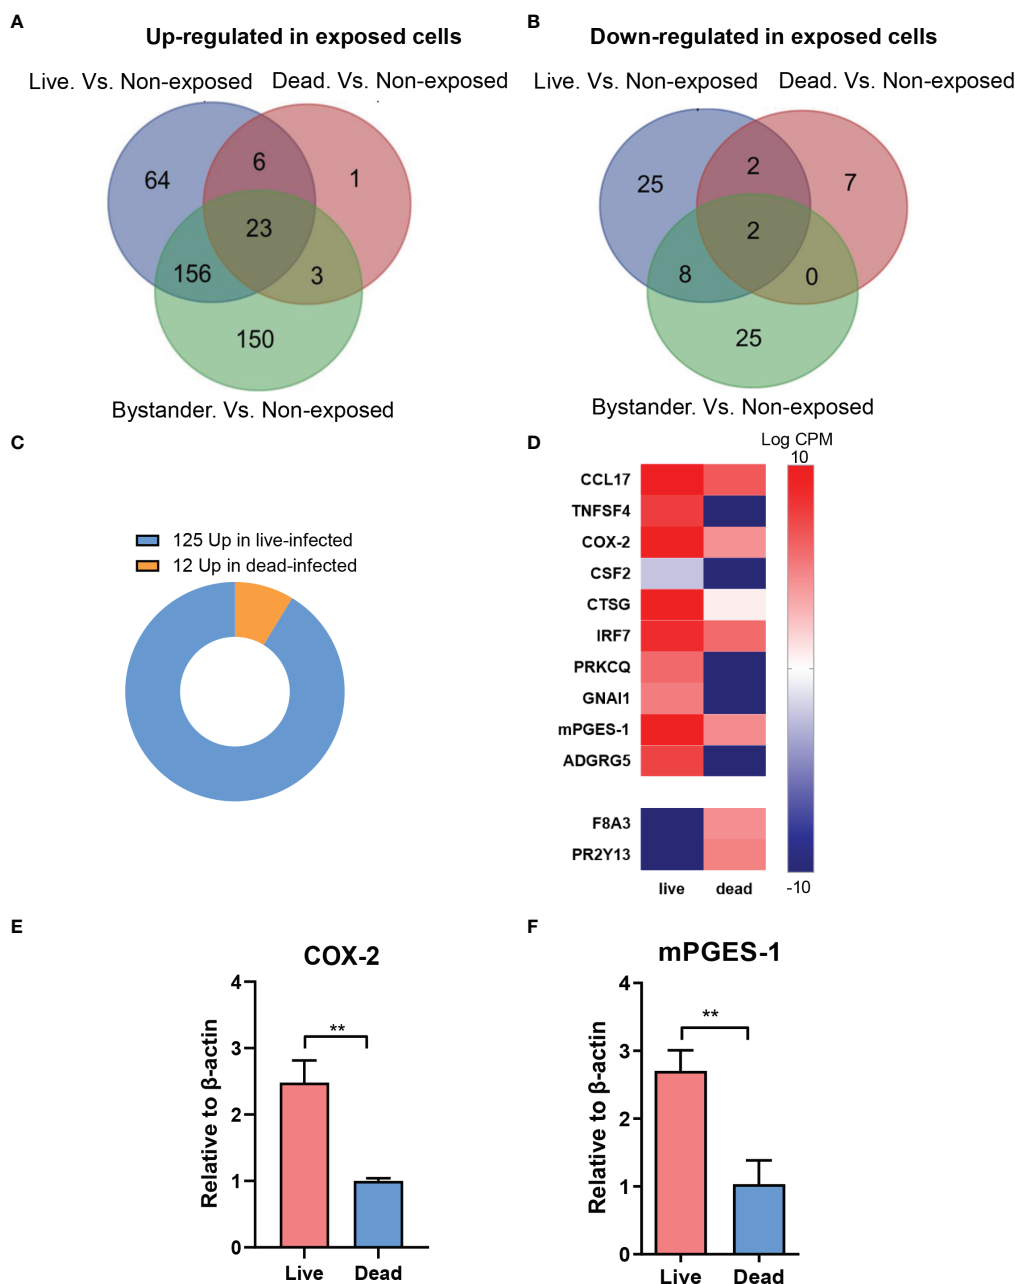 A
Up-regulated in exposed cells
Live. Vs. Non-exposed
Dead. Vs. Non-exposed
64
6
1
23
156
3
150
Bystander. Vs. Non-exposed
B
Down-regulated in exposed cells
Live. Vs. Non-exposed
Dead. Vs. Non-exposed
25
2
7
2
8
0
25
Bystander. Vs. Non-exposed
C
125 Up in live-infected
12 Up in dead-infected
D
Log CPM
10
CCL17
TNFSF4
COX-2
CSF2
CTSG
IRF7
PRKCQ
GNAI1
mPGES-1
ADGRG5
F8A3
PR2Y13
live
dead
-10
E
COX-2
Relative to β-actin
4
3
2
1
0
**
Live
Dead
F
mPGES-1
Relative to β-actin
4
3
2
1
0
**
Live
Dead